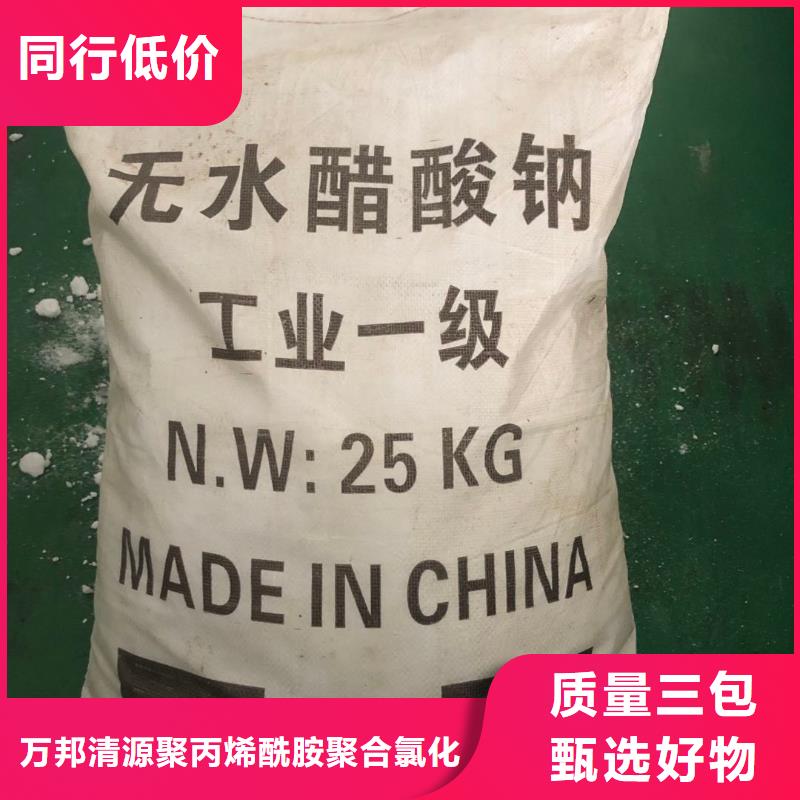 同行低价
无水醋酸钠
工业一级
N.W: 25 KG
MADE IN CHINA
质量三包
甄选好物
万邦清源聚丙烯酰胺聚合氯化